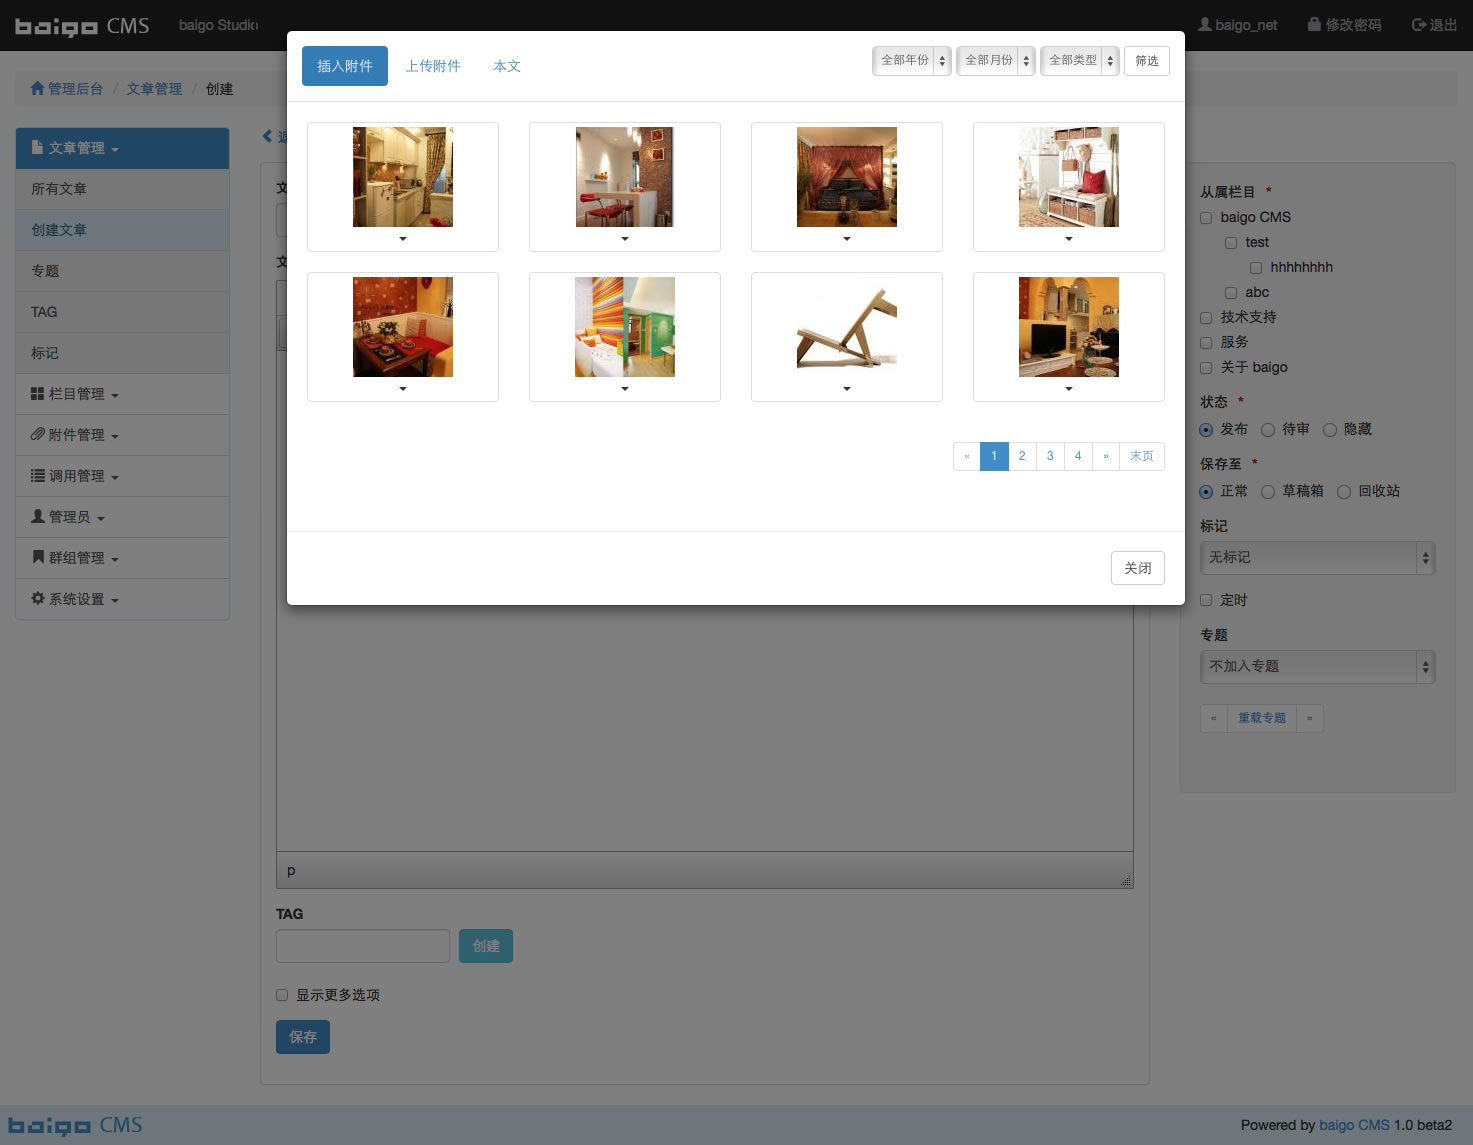 baigo CMS baigo Studio baigo_net 修改密码 退出
插入附件 上传附件 本文 全部年份 全部月份 全部类型 筛选
管理后台 / 文章管理 / 创建
文章管理
所有文章
创建文章
专题
TAG
标记
栏目管理
附件管理
调用管理
管理员
群组管理
系统设置
文
文
« 1 2 3 4 » 末页
关闭
p
TAG
创建
显示更多选项
保存
从属栏目 *
baigo CMS
test
hhhhhhhh
abc
技术支持
服务
关于 baigo
状态 *
发布 待审 隐藏
保存至 *
正常 草稿箱 回收站
标记
无标记
定时
专题
不加入专题
« 重载专题 »
baigo CMS Powered by baigo CMS 1.0 beta2